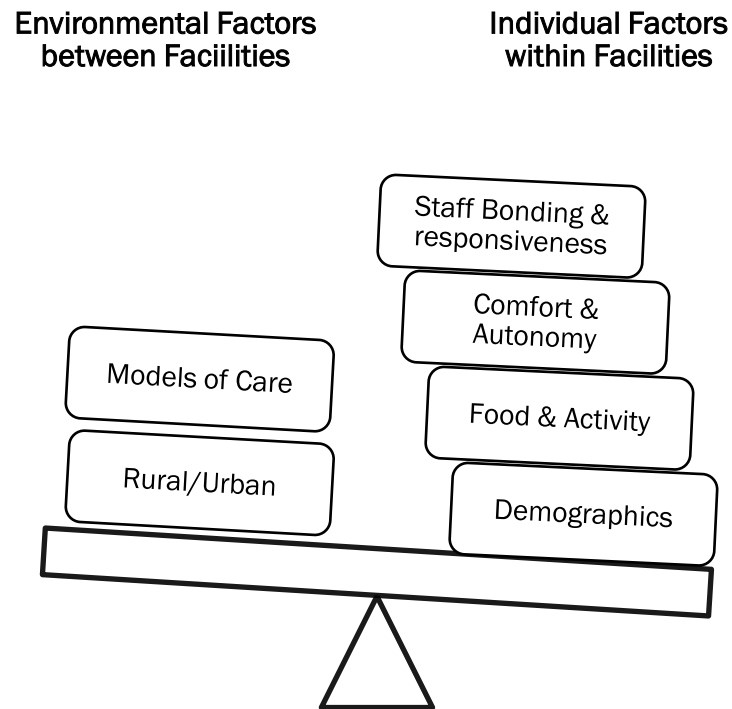 Environmental Factors
between Faciilities
Individual Factors
within Facilities
Staff Bonding &
responsiveness
Comfort &
Autonomy
Food & Activity
Demographics
Models of Care
Rural/Urban